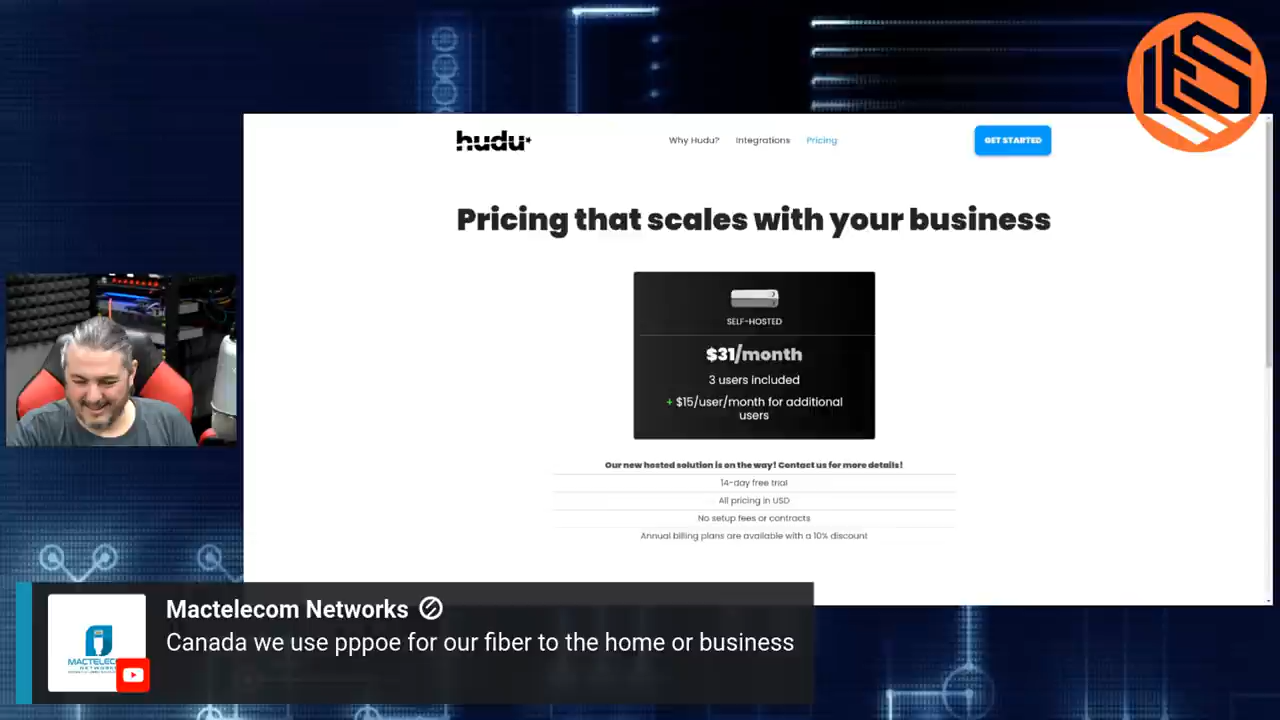 hudu
Why Hudu?
Integrations
Pricing
GET STARTED
Pricing that scales with your business
SELF-HOSTED
$31/month
3 users included
+ $15/user/month for additional
users
Our new hosted solution is on the way! Contact us for more details!
14-day free trial
All pricing in USD
No setup fees or contracts
Annual billing plans are available with a 10% discount
Mactelecom Networks
Canada we use pppoe for our fiber to the home or business